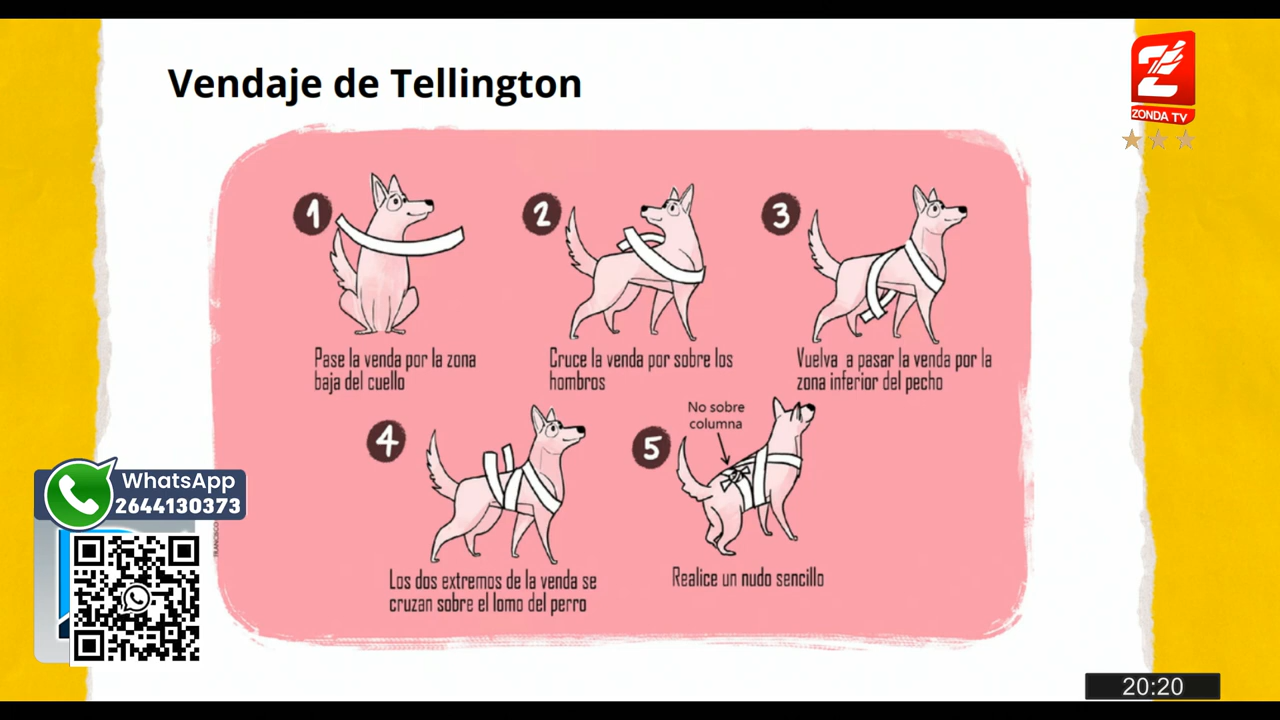 Vendaje de Tellington
ZONDA TV
1
2
3
Pase la venda por la zona
baja del cuello
Cruce la venda por sobre los
hombros
Vuelva a pasar la venda por la
zona inferior del pecho
4
No sobre
columna
5
WhatsApp
2644130373
Los dos extremos de la venda se
cruzan sobre el lomo del perro
Realice un nudo sencillo
20:20